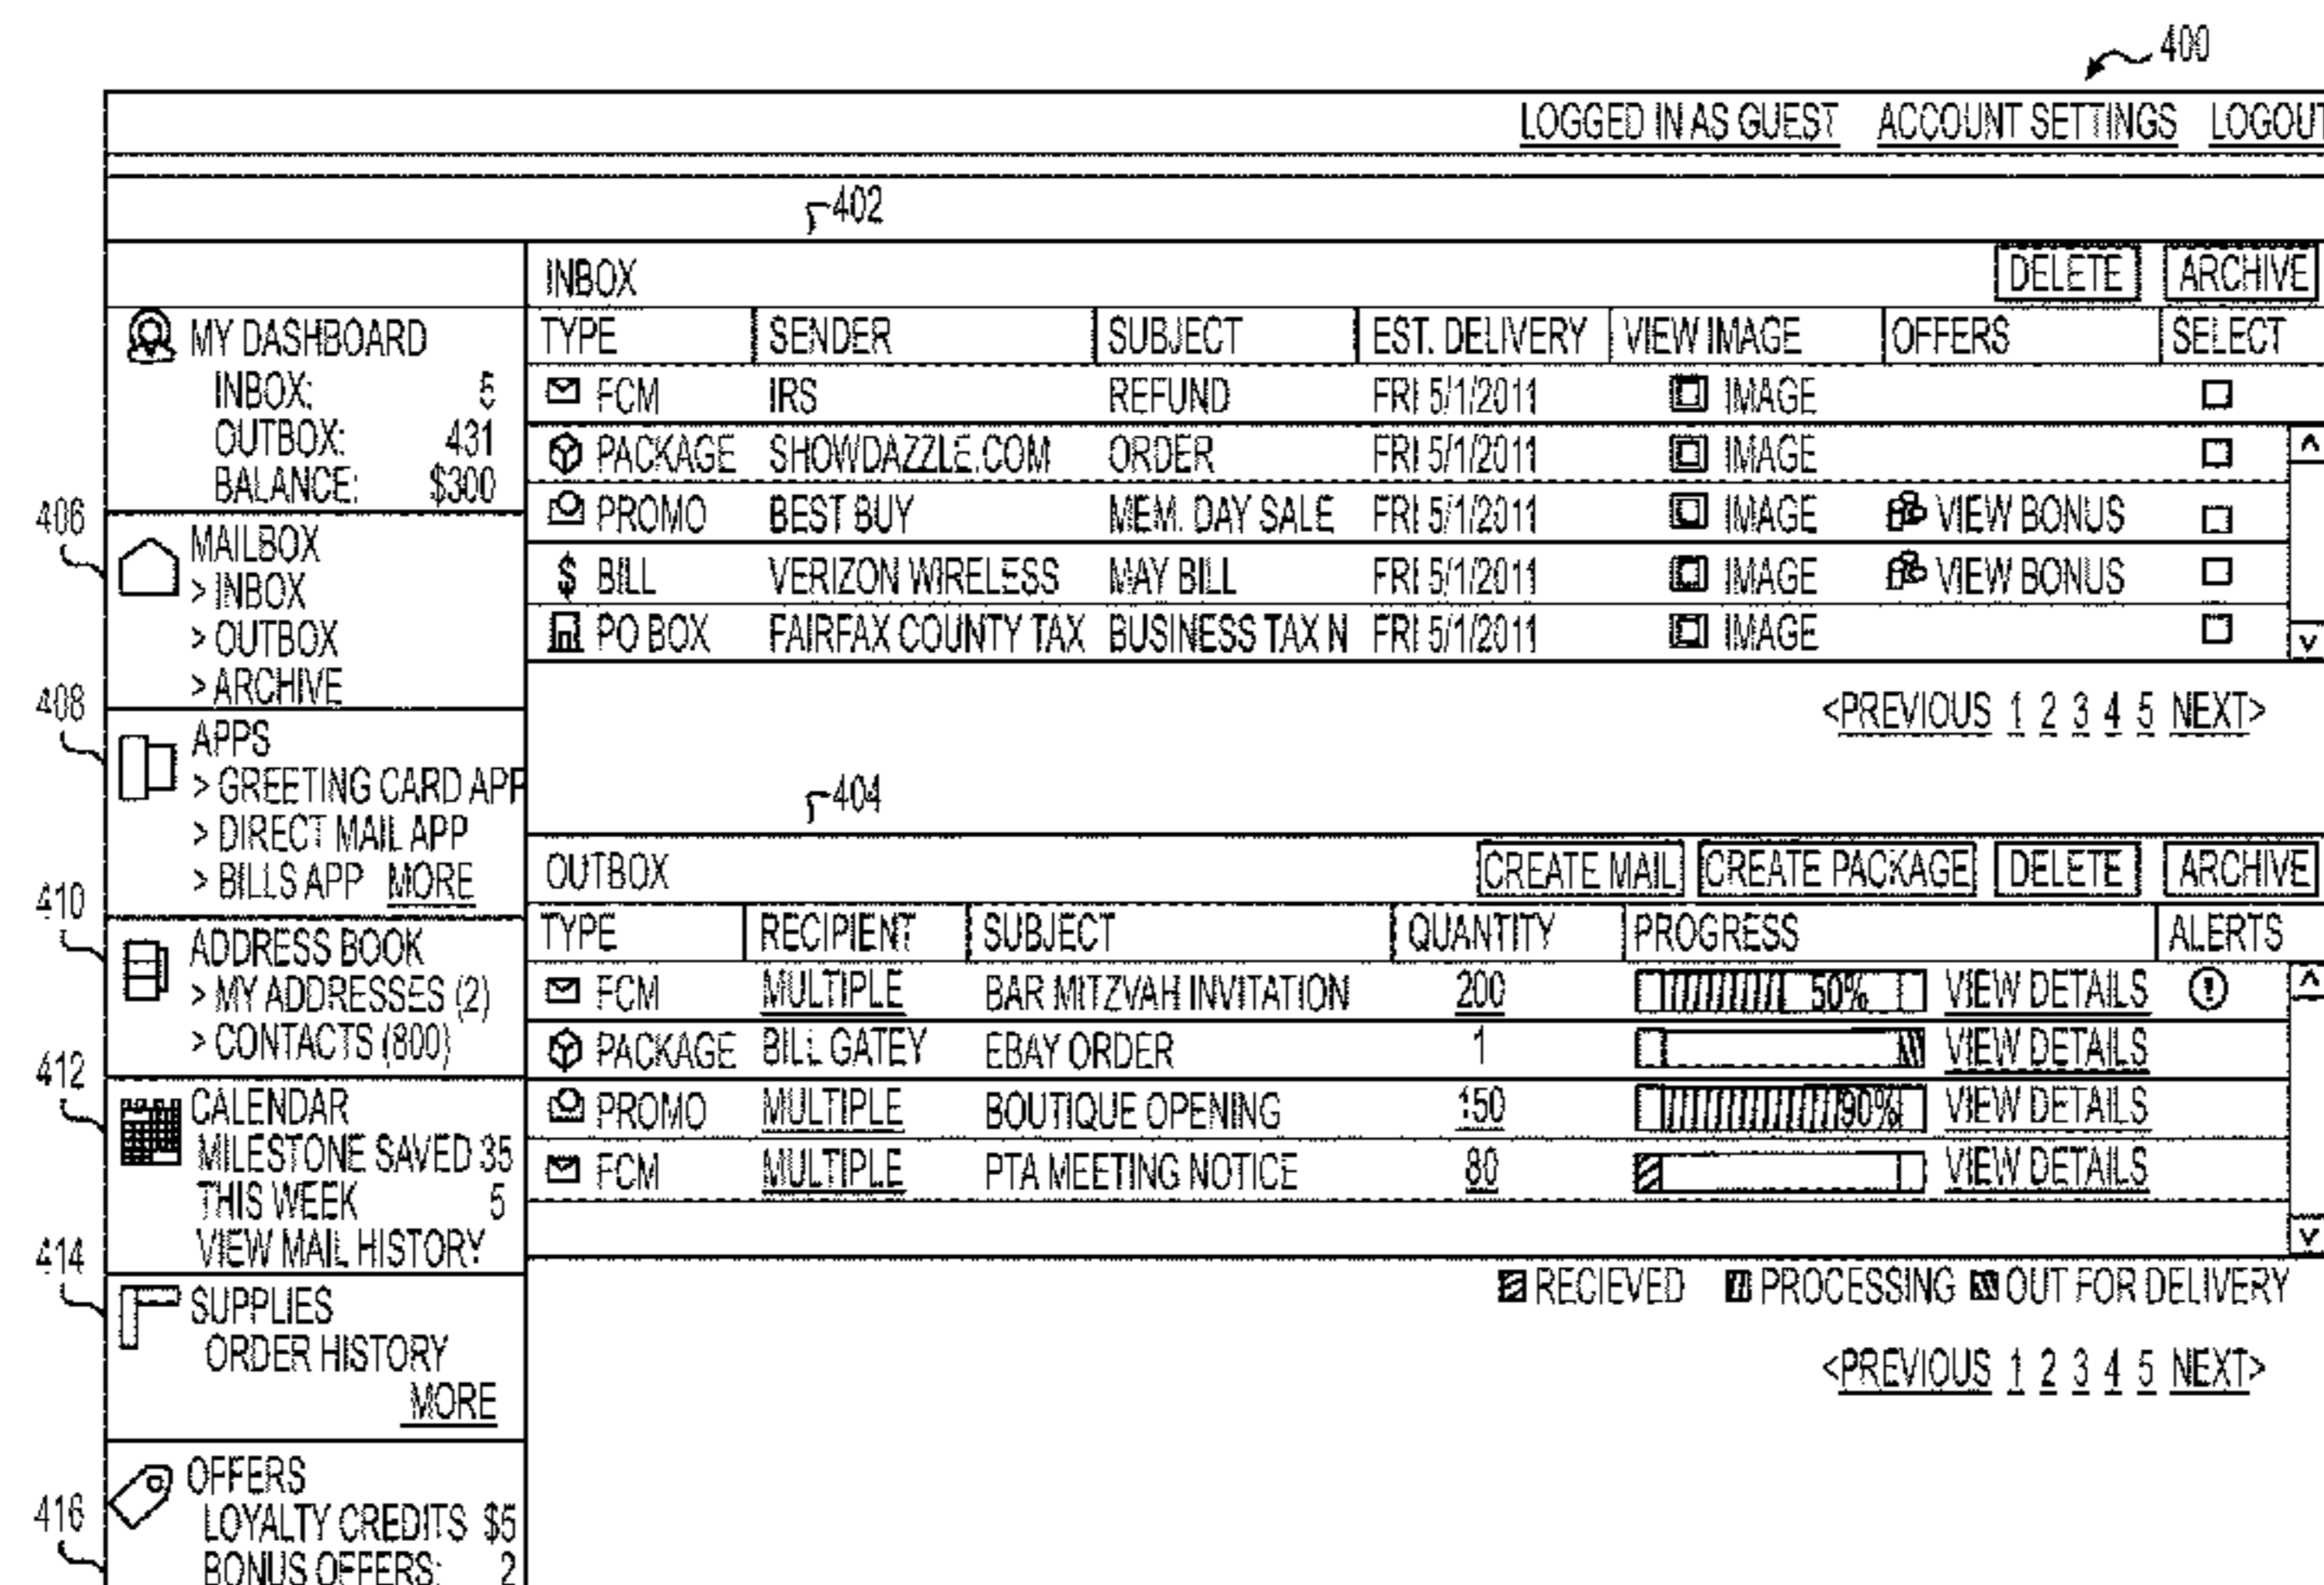 400
LOGGED IN AS GUEST ACCOUNT SETTINGS LOGOUT
402
INBOX DELETE ARCHIVE
TYPE SENDER SUBJECT EST. DELIVERY VIEW IMAGE OFFERS SELECT
FCM IRS REFUND FRI 5/1/2011 IMAGE
PACKAGE SHOWDAZZLE.COM ORDER FRI 5/1/2011 IMAGE
PROMO BEST BUY MEM. DAY SALE FRI 5/1/2011 IMAGE VIEW BONUS
$ BILL VERIZON WIRELESS MAY BILL FRI 5/1/2011 IMAGE VIEW BONUS
PO BOX FAIRFAX COUNTY TAX BUSINESS TAX N FRI 5/1/2011 IMAGE
<PREVIOUS 1 2 3 4 5 NEXT>
MY DASHBOARD
INBOX: 5
OUTBOX: 431
BALANCE: $300
406
MAILBOX
> INBOX
> OUTBOX
> ARCHIVE
408
APPS
> GREETING CARD APP
> DIRECT MAIL APP
> BILLS APP MORE
410
ADDRESS BOOK
> MY ADDRESSES (2)
> CONTACTS (800)
412
CALENDAR
MILESTONE SAVED 35
THIS WEEK 5
VIEW MAIL HISTORY
414
SUPPLIES
ORDER HISTORY
MORE
416
OFFERS
LOYALTY CREDITS $5
BONUS OFFERS: 2
404
OUTBOX CREATE MAIL CREATE PACKAGE DELETE ARCHIVE
TYPE RECIPIENT SUBJECT QUANTITY PROGRESS ALERTS
FCM MULTIPLE BAR MITZVAH INVITATION 200 50% VIEW DETAILS !
PACKAGE BILL GATEY EBAY ORDER 1 VIEW DETAILS
PROMO MULTIPLE BOUTIQUE OPENING 150 90% VIEW DETAILS
FCM MULTIPLE PTA MEETING NOTICE 80 VIEW DETAILS
RECIEVED PROCESSING OUT FOR DELIVERY
<PREVIOUS 1 2 3 4 5 NEXT>